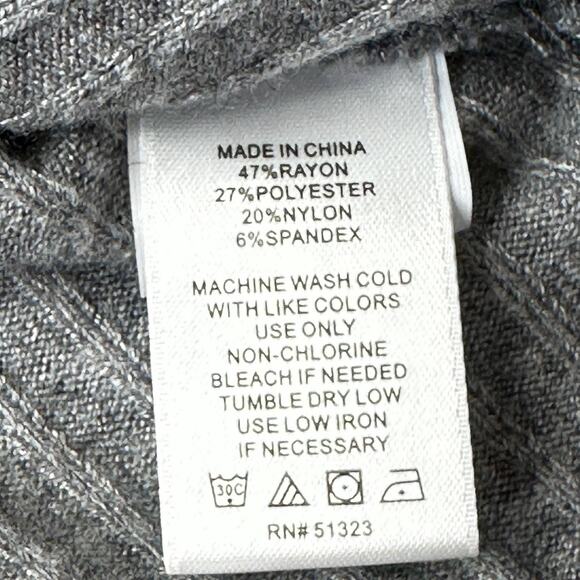 MADE IN CHINA
47%RAYON
27%POLYESTER
20%NYLON
6%SPANDEX
MACHINE WASH COLD
WITH LIKE COLORS
USE ONLY
NON-CHLORINE
BLEACH IF NEEDED
TUMBLE DRY LOW
USE LOW IRON
IF NECESSARY
30C
RN# 51323